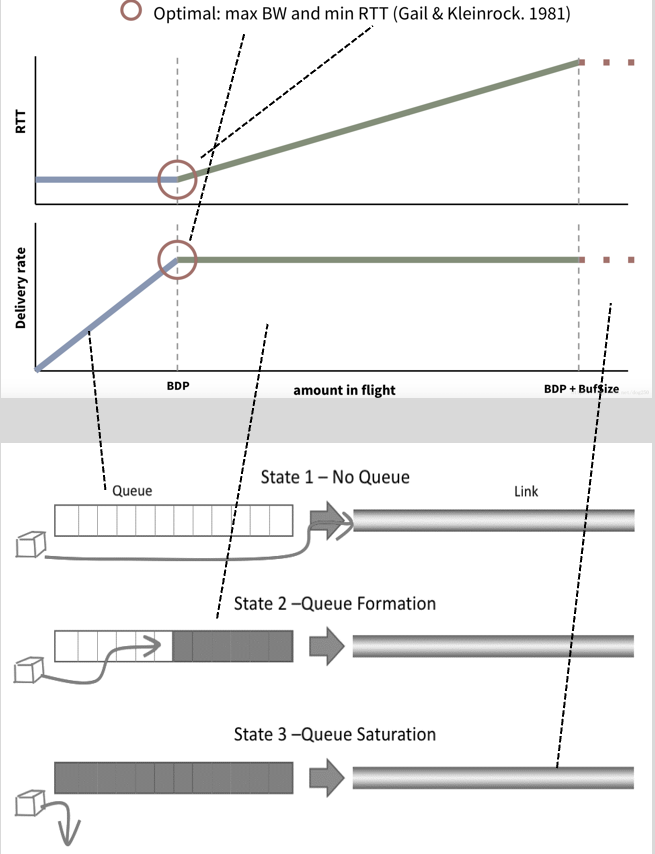 Optimal: max BW and min RTT (Gail & Kleinrock. 1981)
RTT
Delivery rate
BDP
amount in flight
BDP + BufSize
State 1 – No Queue
Queue
Link
State 2 –Queue Formation
State 3 –Queue Saturation